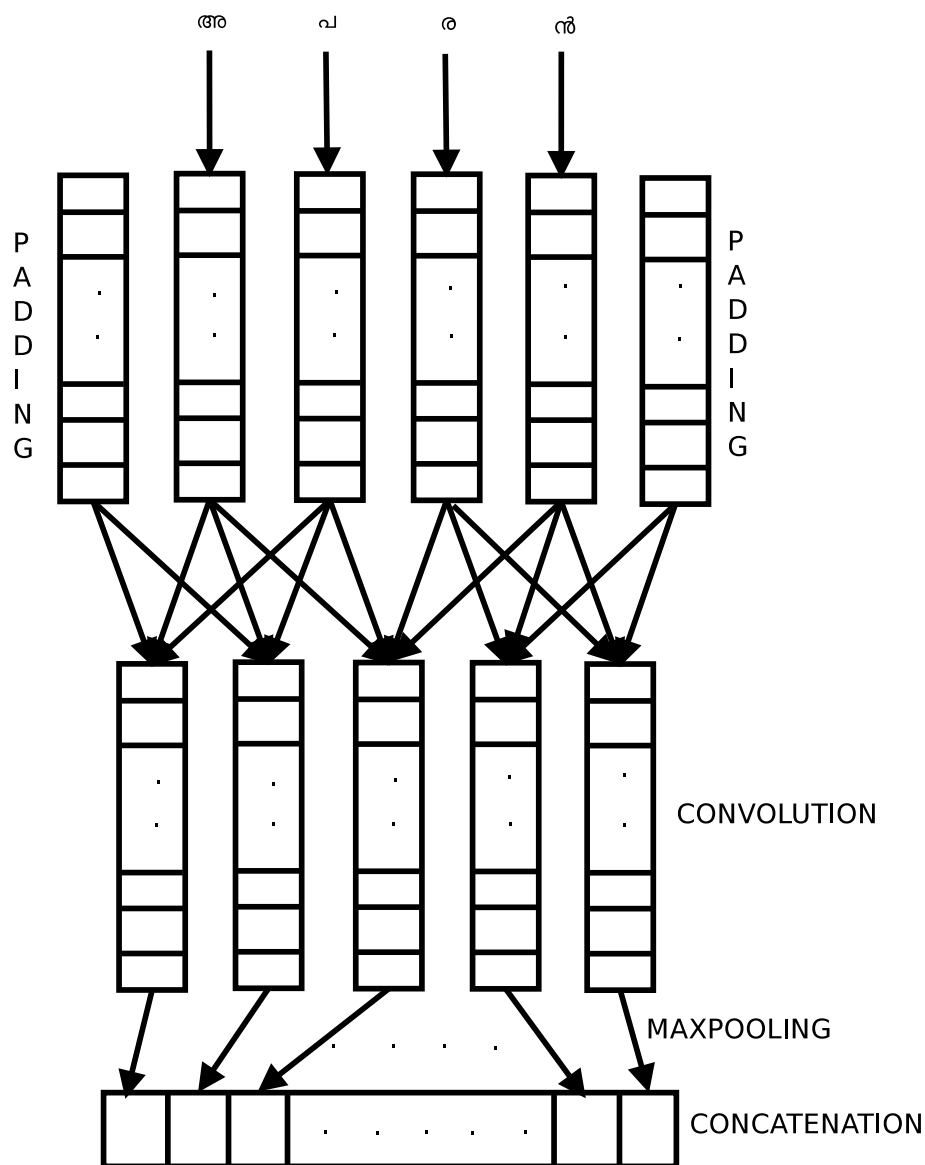 അ പ ര ൻ
PADDING
PADDING
CONVOLUTION
MAXPOOLING
CONCATENATION